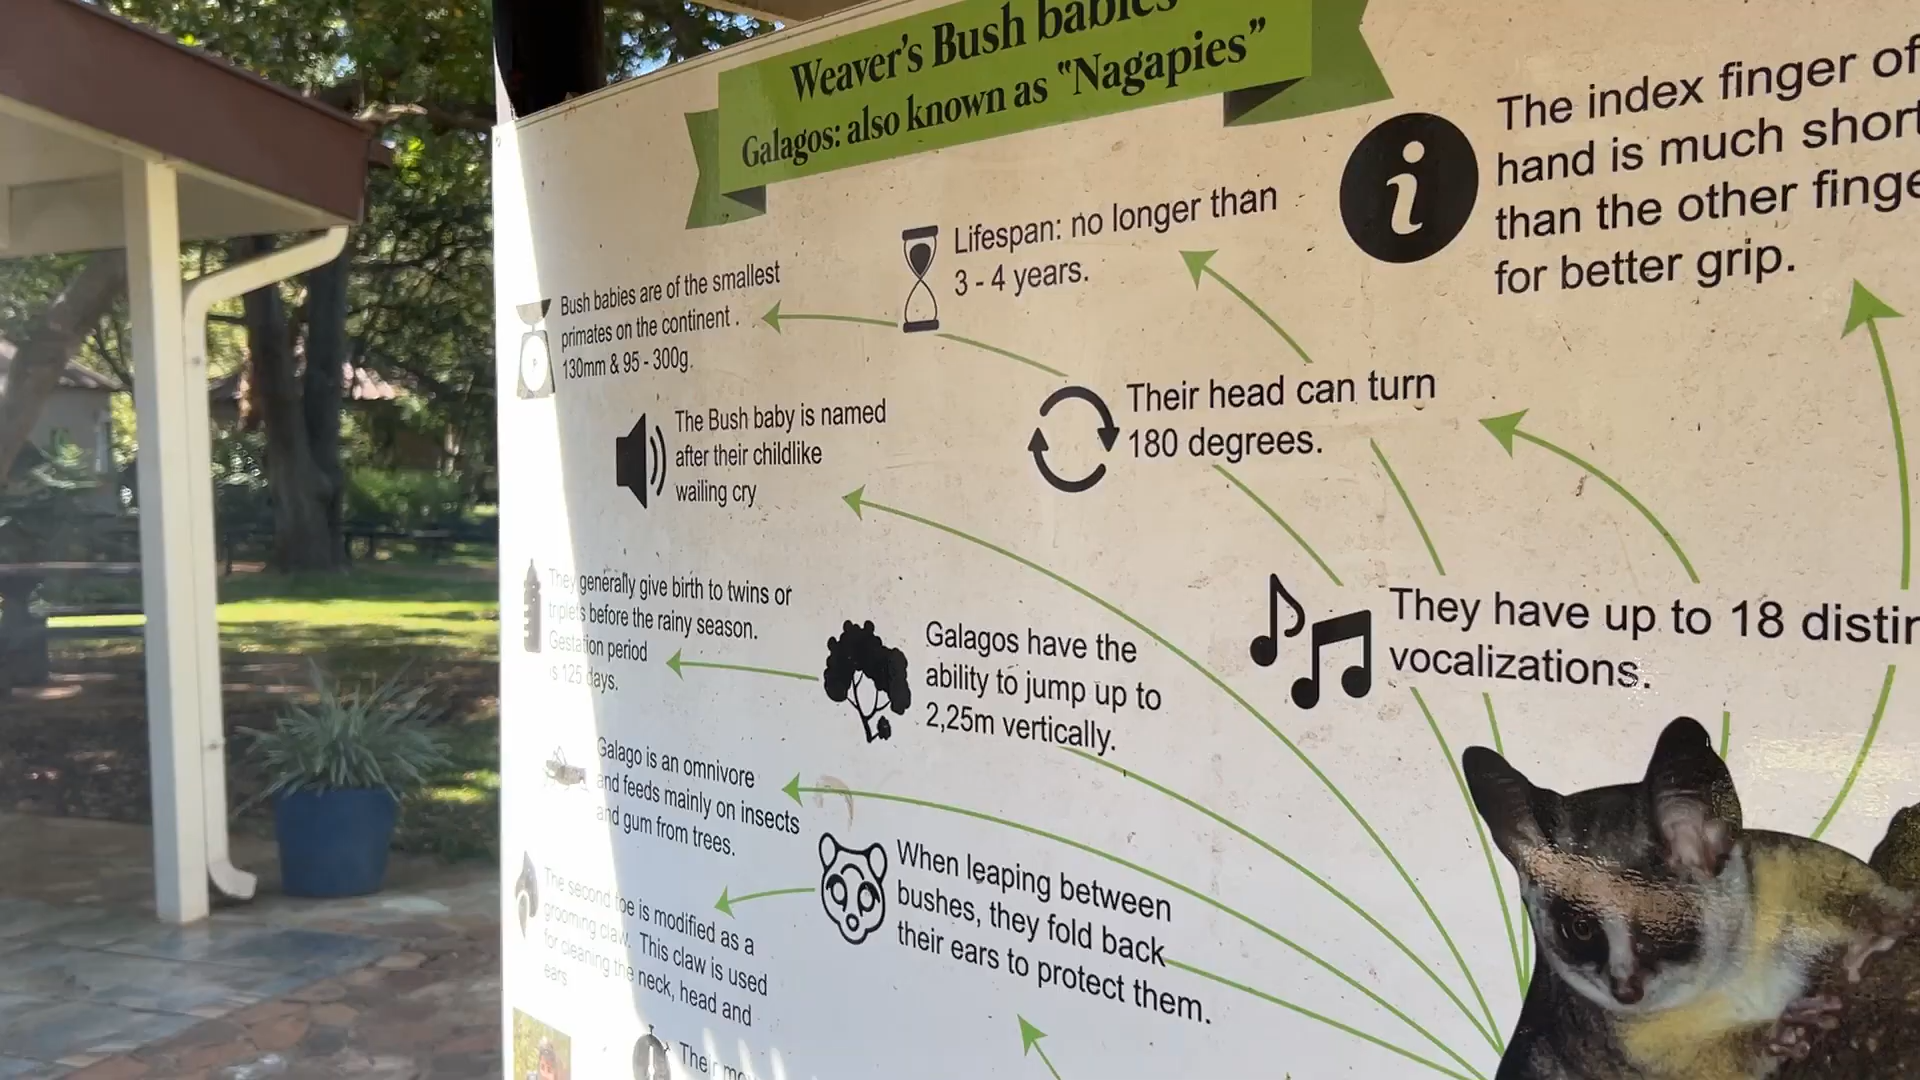 Weaver's Bush babies
Galagos: also known as "Nagapies"
The index finger of
hand is much
than the other
for better grip.
Lifespan: no longer than
3 - 4 years.
Bush babies are of the smallest
primates on the continent .
130mm & 95 - 300g.
Their head can turn
180 degrees.
The Bush baby is named
after their childlike
wailing cry
They have up to 18
vocalizations.
They generally give birth to twins or
triplets before the rainy season.
Gestation period
is 125 days.
Galagos have the
ability to jump up to
2,25m vertically.
Galago is an omnivore
and feeds mainly on insects
and gum from trees.
When leaping between
bushes, they fold back
their ears to protect them.
The second toe is modified as a
grooming claw. This claw is used
for cleaning the neck, head and
ears